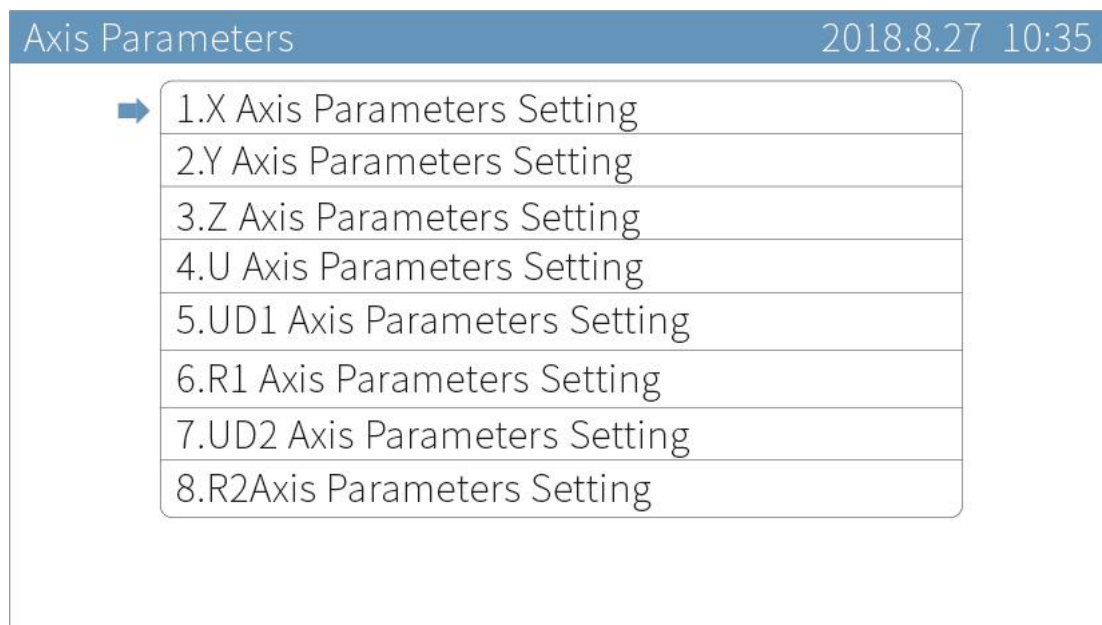 Axis Parameters 2018.8.27 10:35
1.X Axis Parameters Setting
2.Y Axis Parameters Setting
3.Z Axis Parameters Setting
4.U Axis Parameters Setting
5.UD1 Axis Parameters Setting
6.R1 Axis Parameters Setting
7.UD2 Axis Parameters Setting
8.R2Axis Parameters Setting